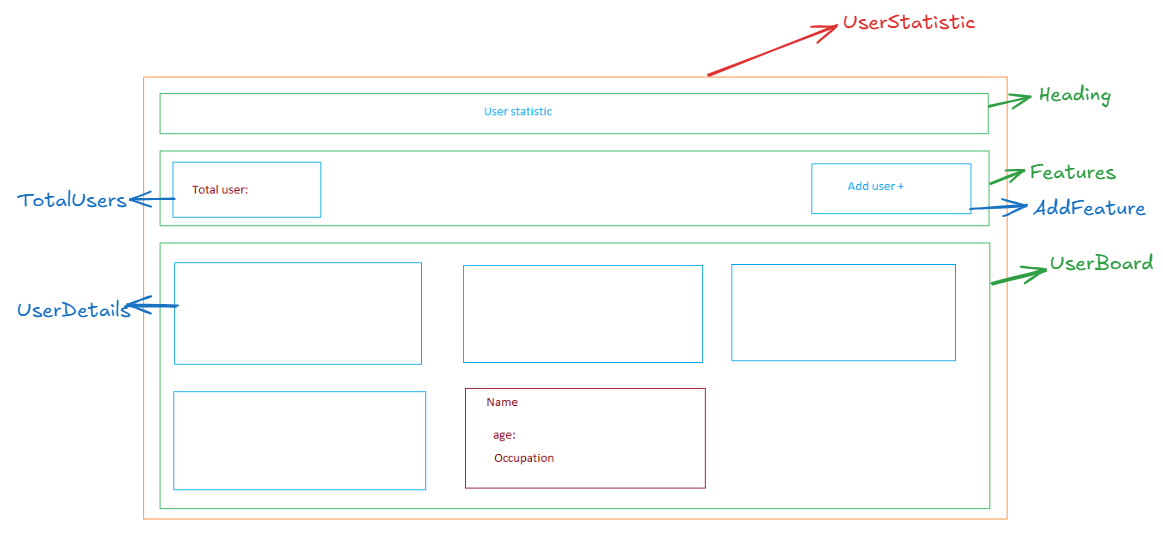 UserStatistic
Heading
User statistic
Features
Total user:
Add user +
TotalUsers
AddFeature
UserBoard
UserDetails
Name
age:
Occupation